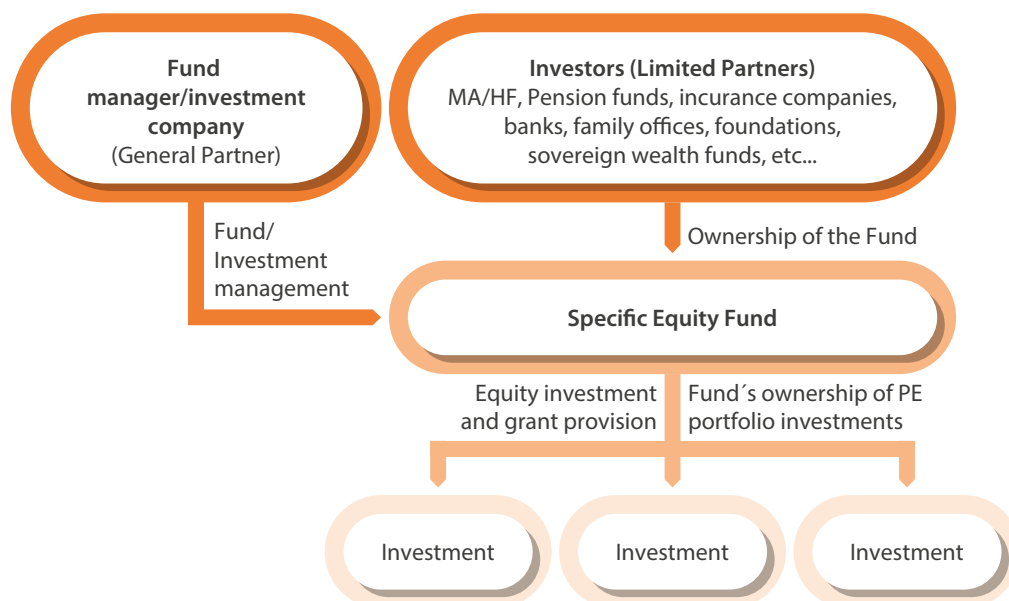 Fund
manager/investment
company
(General Partner)
Investors (Limited Partners)
MA/HF, Pension funds, incurance companies,
banks, family offices, foundations,
sovereign wealth funds, etc...
Fund/
Investment
management
Ownership of the Fund
Specific Equity Fund
Equity investment
and grant provision
Fund´s ownership of PE
portfolio investments
Investment
Investment
Investment